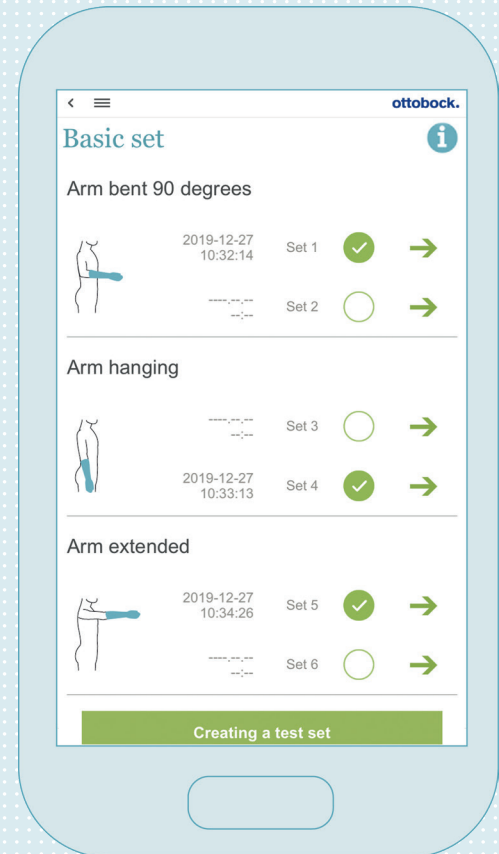 ottobock.
Basic set
Arm bent 90 degrees
2019-12-27
10:32:14
Set 1
----.--.--
--:--
Set 2
Arm hanging
----.--.--
--:--
Set 3
2019-12-27
10:33:13
Set 4
Arm extended
2019-12-27
10:34:26
Set 5
----.--.--
--:--
Set 6
Creating a test set